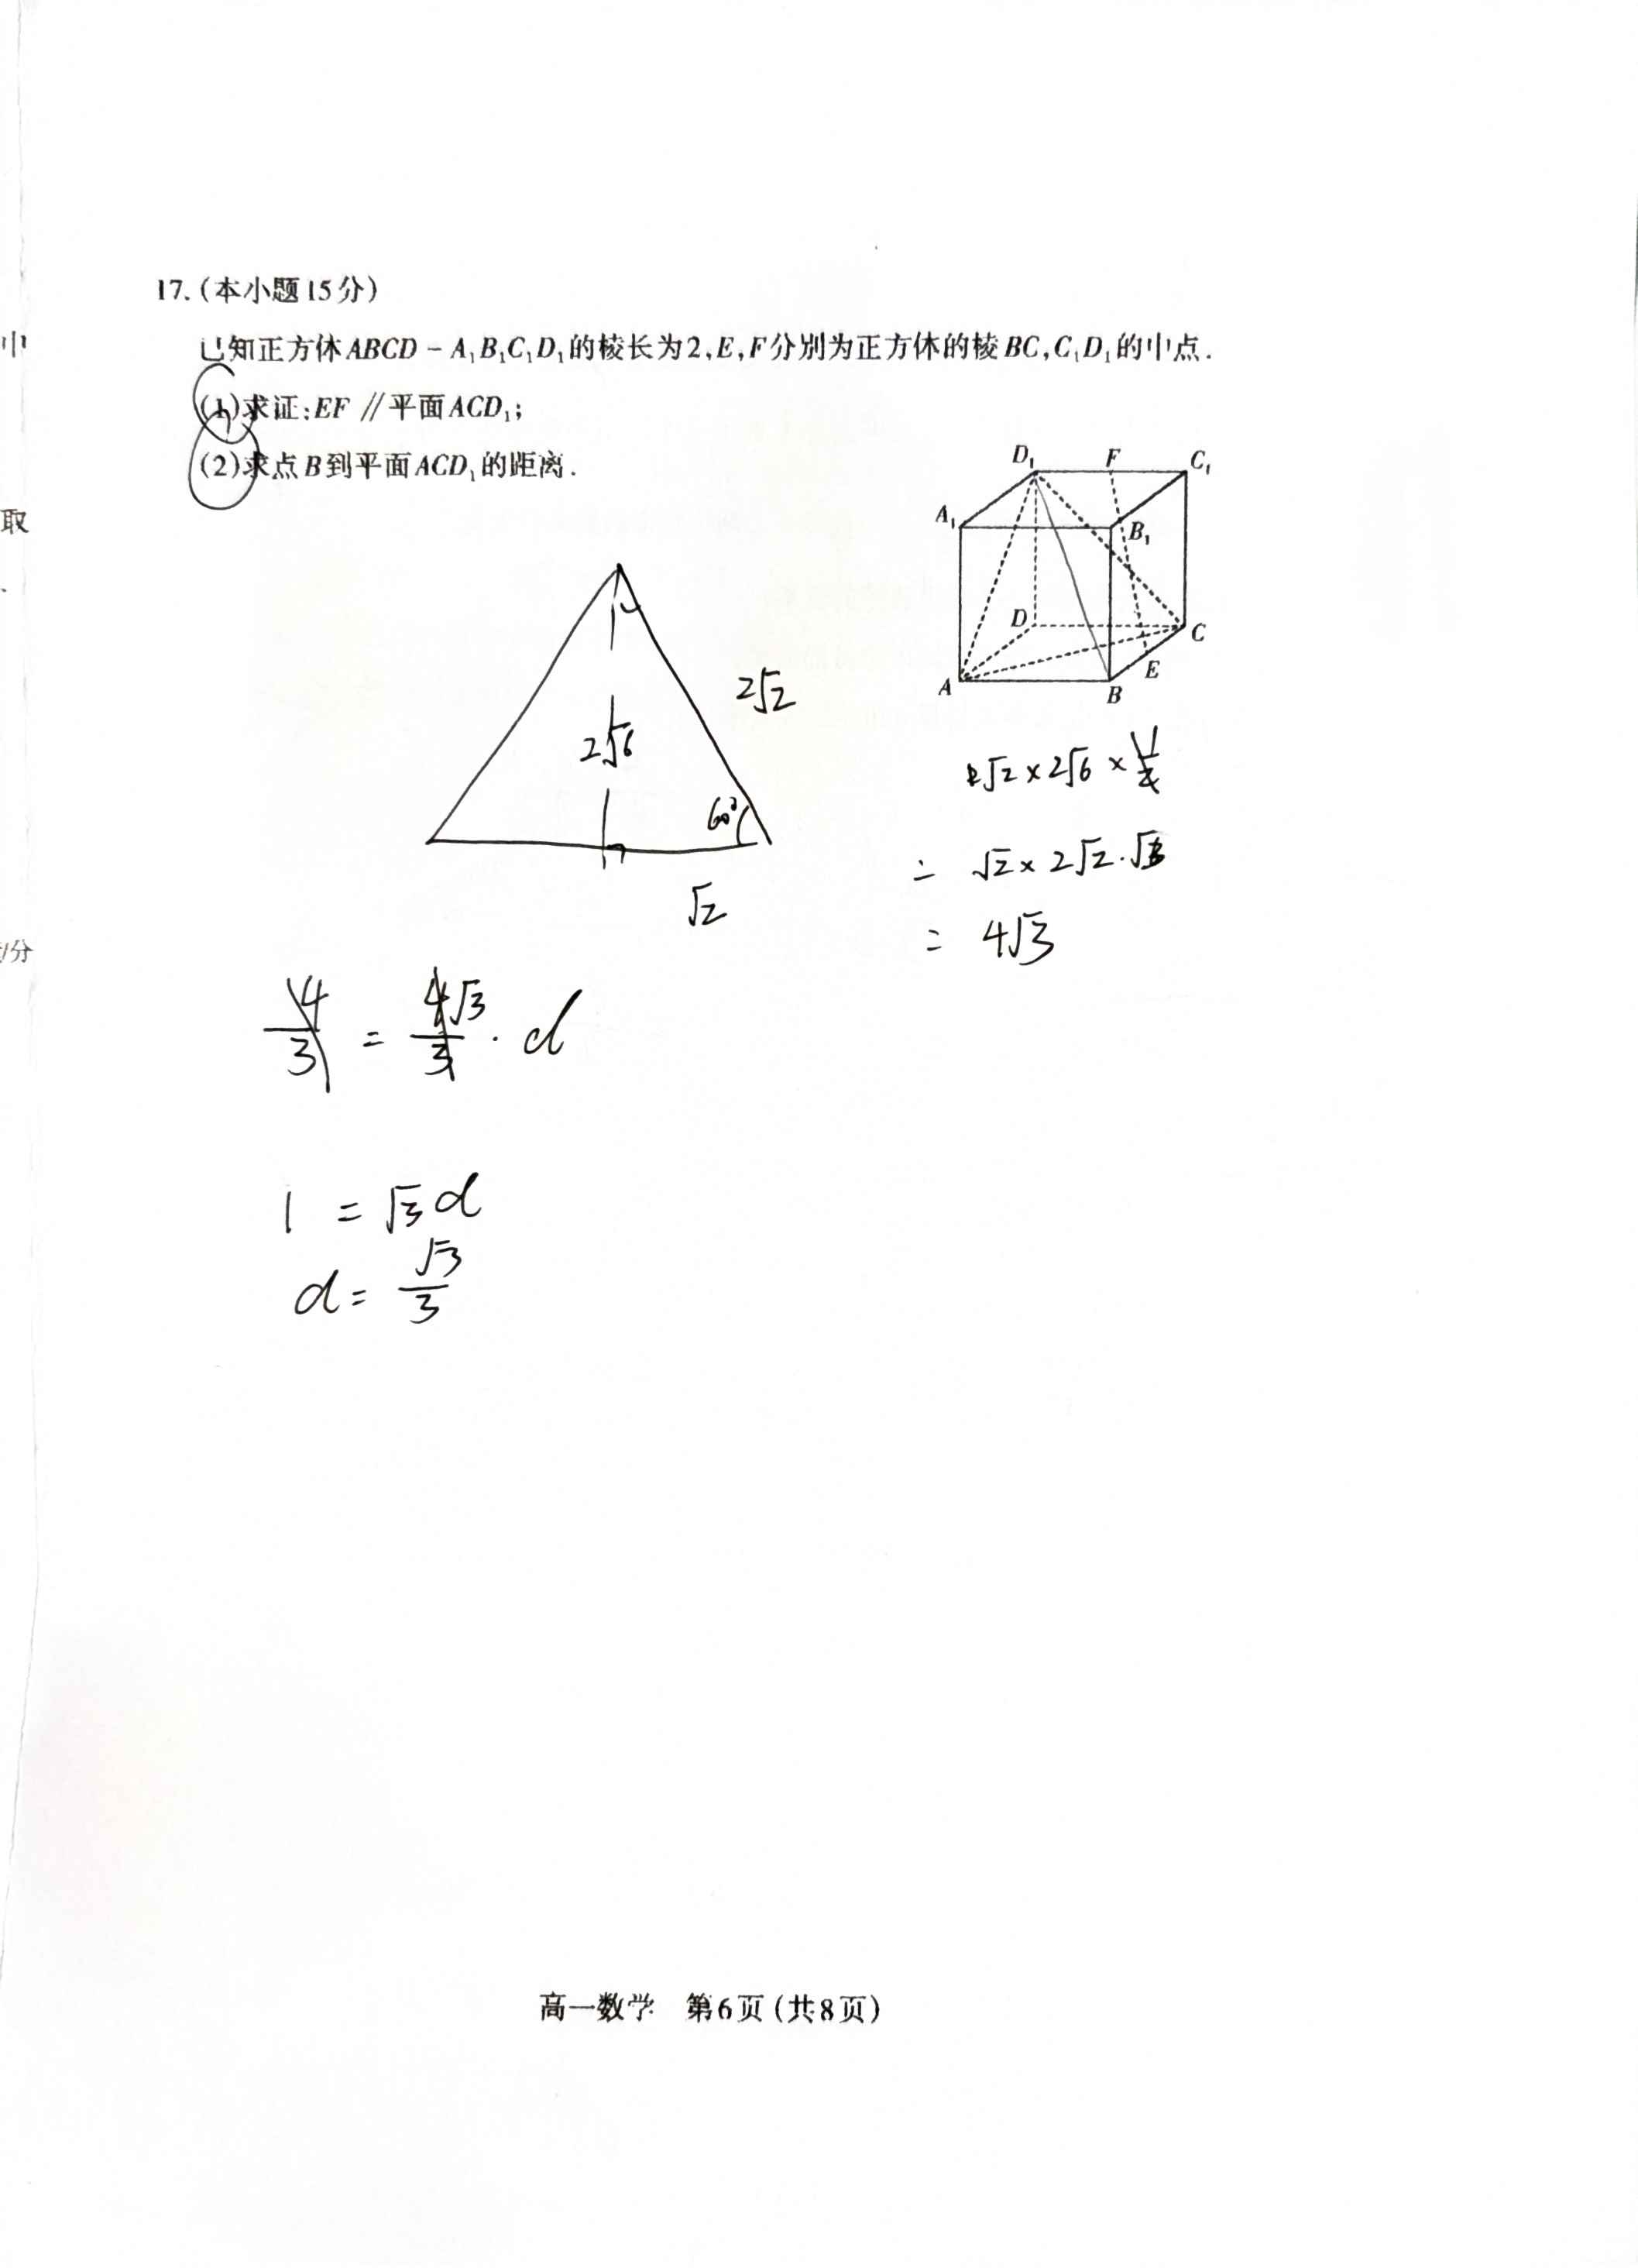 17.(本小题15分)
中
已知正方体ABCD-A₁B₁C₁D₁的棱长为2,E,F分别为正方体的棱BC,C₁D₁的中点.
(1)求证:EF∥平面ACD₁;
(2)求点B到平面ACD₁的距离.
取
D₁ F C₁
A₁ B₁
D C
A B E
2√2
2√6
60°
√2
2√2×2√6×1/2
= √2×2√2·√3
= 4√3
/分
4/3 = 4√3/3 · d
1 = √3d
d= √3/3
高一数学 第6页(共8页)